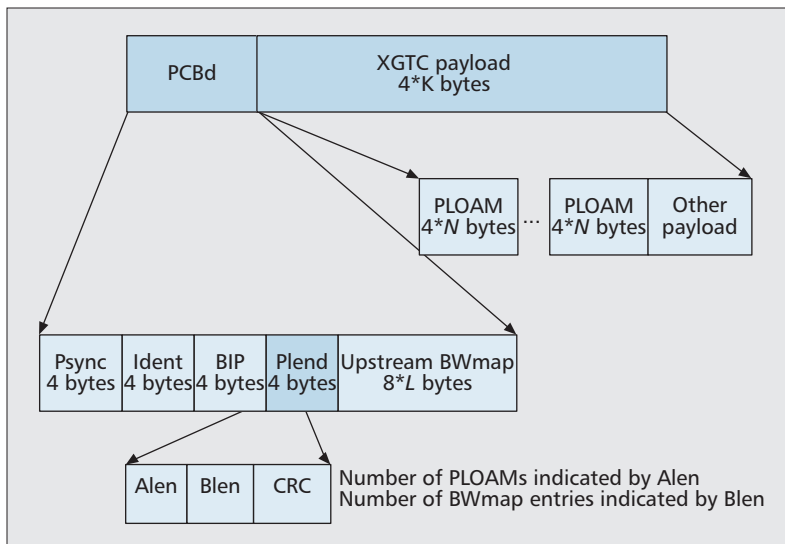 PCBd
XGTC payload
4*K bytes
PLOAM
4*N bytes
...
PLOAM
4*N bytes
Other
payload
Psync
4 bytes
Ident
4 bytes
BIP
4 bytes
Plend
4 bytes
Upstream BWmap
8*L bytes
Alen
Blen
CRC
Number of PLOAMs indicated by Alen
Number of BWmap entries indicated by Blen